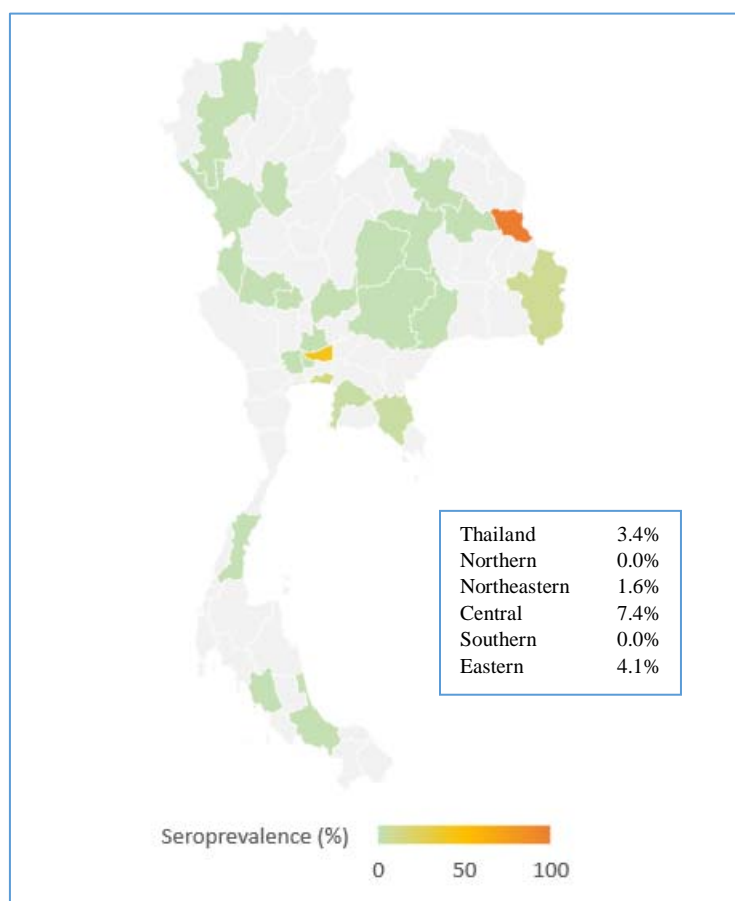 Thailand 3.4%
Northern 0.0%
Northeastern 1.6%
Central 7.4%
Southern 0.0%
Eastern 4.1%
Seroprevalence (%)
0 50 100